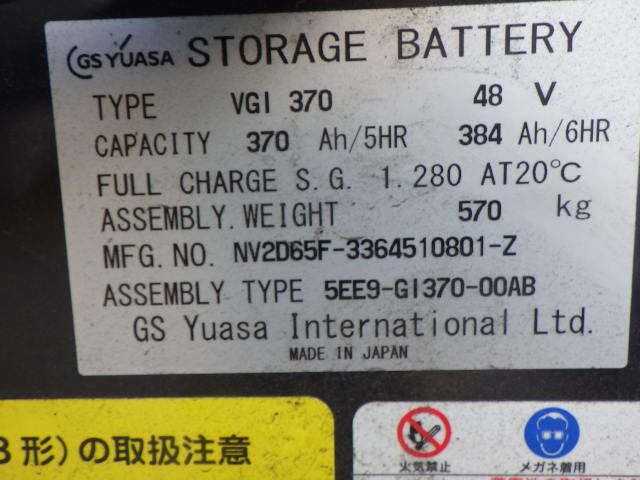 GS YUASA STORAGE BATTERY
TYPE VGI 370 48 V
CAPACITY 370 Ah/5HR 384 Ah/6HR
FULL CHARGE S.G. 1.280 AT20℃
ASSEMBLY.WEIGHT 570 kg
MFG.NO. NV2D65F-3364510801-Z
ASSEMBLY TYPE 5EE9-GI370-00AB
GS Yuasa International Ltd.
MADE IN JAPAN
形)の取扱注意
火気禁止
メガネ着用